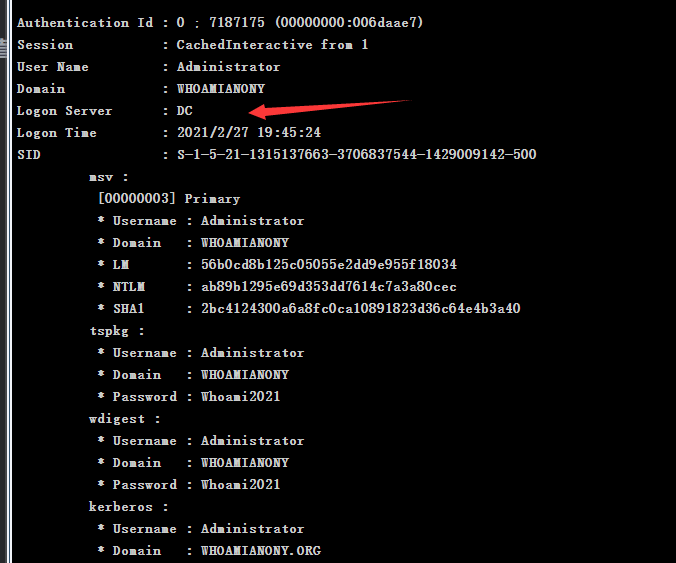 Authentication Id : 0 ; 7187175 (00000000:006daae7)
Session : CachedInteractive from 1
User Name : Administrator
Domain : WHOAMIANONY
Logon Server : DC
Logon Time : 2021/2/27 19:45:24
SID : S-1-5-21-1315137663-3706837544-1429009142-500
msv :
[00000003] Primary
* Username : Administrator
* Domain : WHOAMIANONY
* LM : 56b0cd8b125c05055e2dd9e955f18034
* NTLM : ab89b1295e69d353dd7614c7a3a80cec
* SHA1 : 2bc4124300a6a8fc0ca10891823d36c64e4b3a40
tspkg :
* Username : Administrator
* Domain : WHOAMIANONY
* Password : Whoami2021
wdigest :
* Username : Administrator
* Domain : WHOAMIANONY
* Password : Whoami2021
kerberos :
* Username : Administrator
* Domain : WHOAMIANONY.ORG